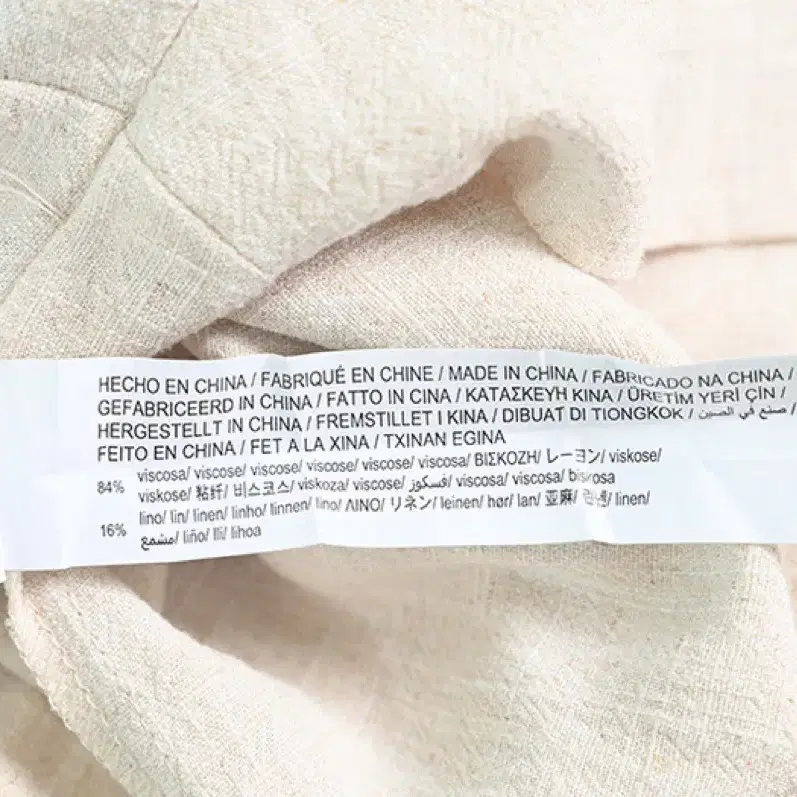 HECHO EN CHINA / FABRIQUÉ EN CHINE / MADE IN CHINA / FABRICADO NA CHINA /
GEFABRICEERD IN CHINA / FATTO IN CINA / ΚΑΤΑΣΚΕΥΗ ΚΙΝΑ / ÜRETİM YERİ ÇİN /
HERGESTELLT IN CHINA / FREMSTILLET I KINA / DIBUAT DI TIONGKOK / صنع في الصين /
FEITO EN CHINA / FET A LA XINA / TXINAN EGINA
84% viscosa/ viscose/ viscose/ viscose/ viscose/ viscosa/ ΒΙΣΚΟΖΗ/ レーヨン/ viskose/
viskose/ 粘纤/ 비스코스/ viskoza/ viscose/ فسكوز/ viscosa/ viscosa/ biskosa
16% lino/ lin/ linen/ linho/ linnen/ lino/ ΛΙΝΟ/ リネン/ leinen/ hør/ lan/ 亚麻/ 린넨/ linen/
مشمع/ liño/ lli/ lihoa